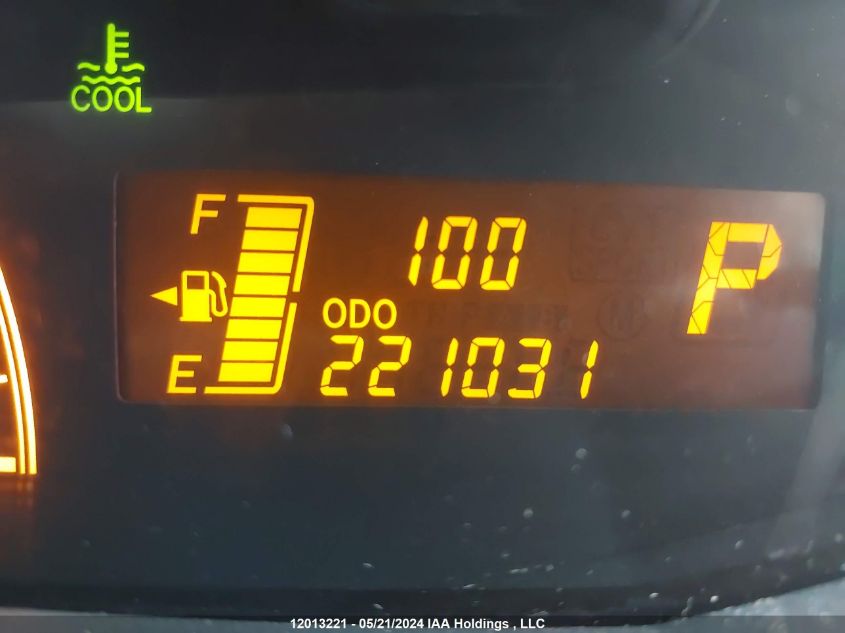 COOL
F
100
P
ODO
221031
E
12013221 - 05/21/2024 IAA Holdings , LLC